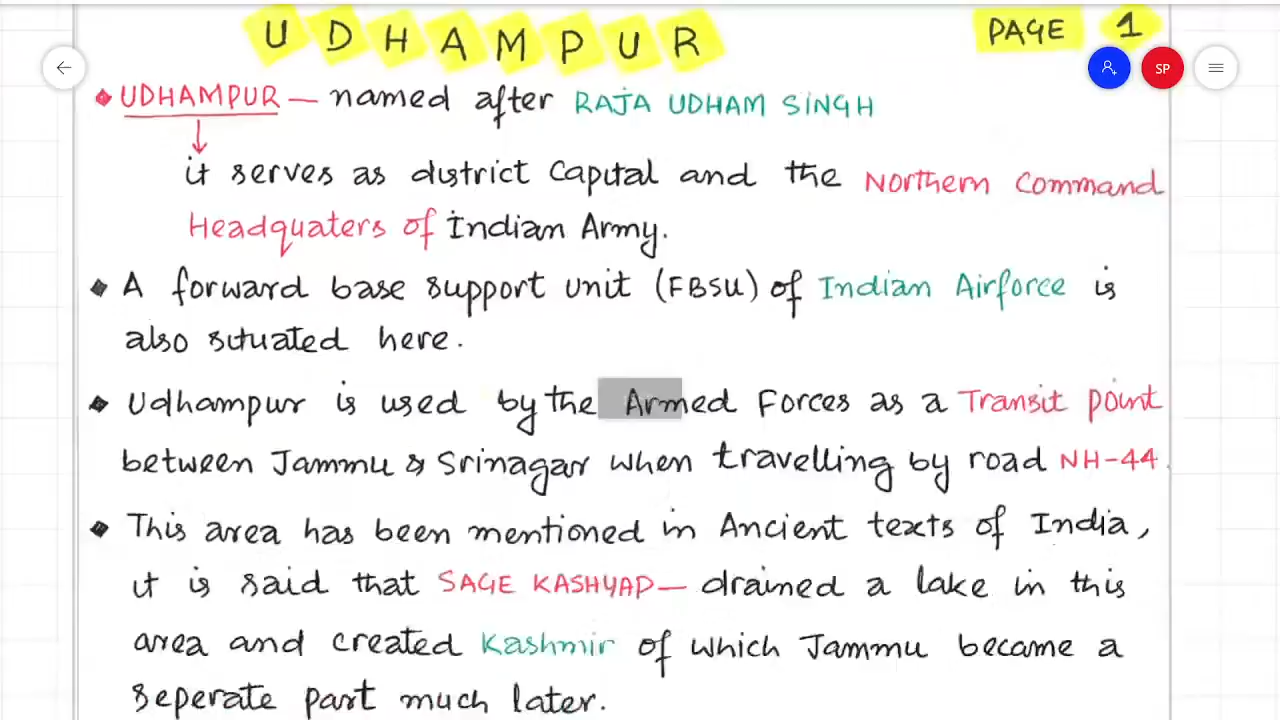 UDHAMPUR
PAGE 1
SP
UDHAMPUR — named after RAJA UDHAM SINGH
it serves as district Capital and the Northern Command
Headquaters of Indian Army.
A forward base support unit (FBSU) of Indian Airforce is
also situated here.
Udhampur is used by the Armed Forces as a Transit point
between Jammu & Srinagar when travelling by road NH-44.
This area has been mentioned in Ancient texts of India,
it is said that SAGE KASHYAP — drained a lake in this
area and created Kashmir of which Jammu became a
seperate part much later.